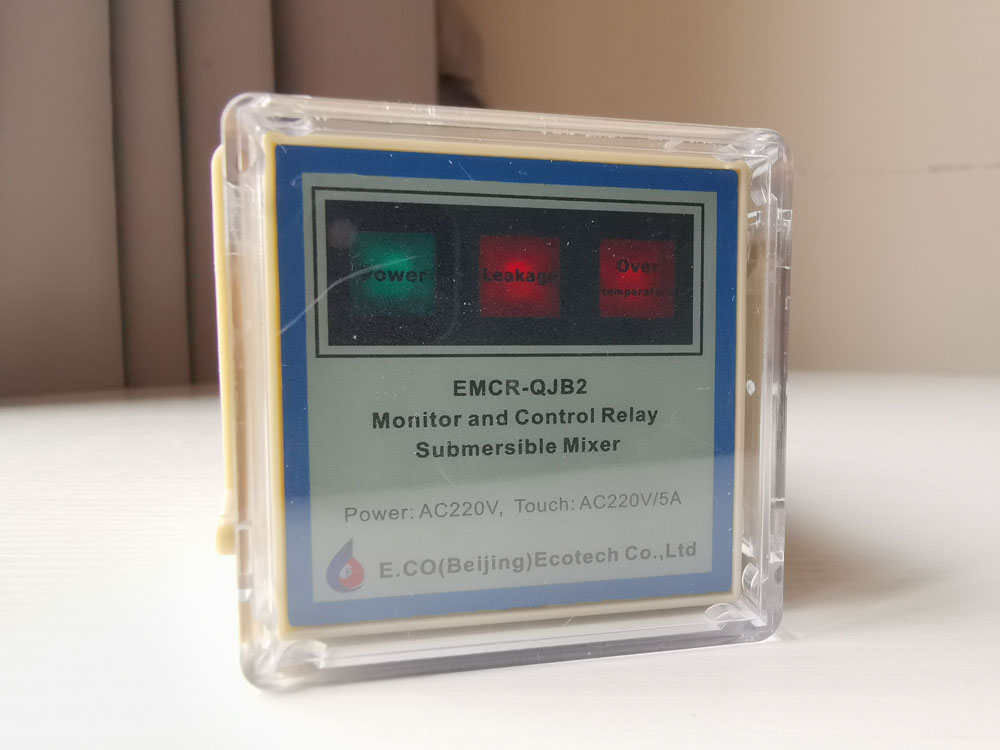 Power
Leakage
Over
temperature
EMCR-QJB2
Monitor and Control Relay
Submersible Mixer
Power: AC220V, Touch: AC220V/5A
E.CO(Beijing)Ecotech Co.,Ltd